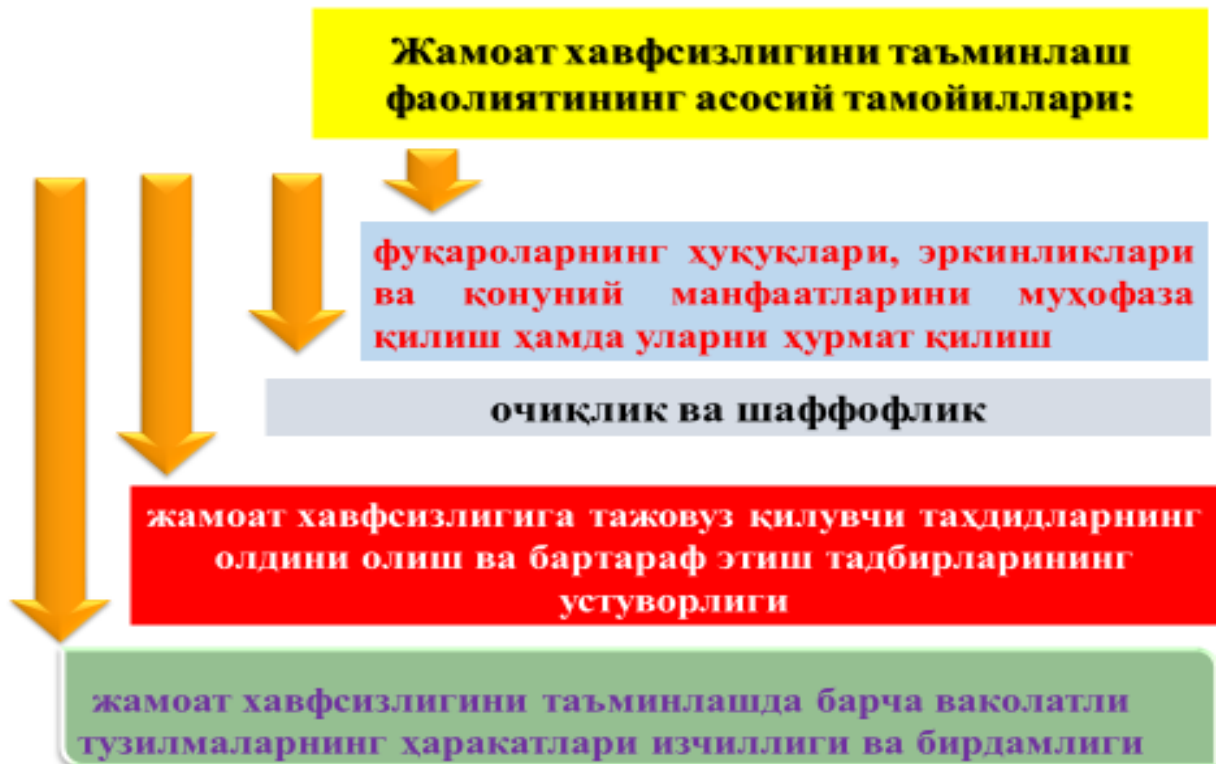 Жамоат хавфсизлигини таъминлаш
фаолиятининг асосий тамойиллари:
фуқароларнинг ҳуқуқлари, эркинликлари
ва қонуний манфаатларини муҳофаза
қилиш ҳамда уларни ҳурмат қилиш
очиқлик ва шаффофлик
жамоат хавфсизлигига тажовуз қилувчи таҳдидларнинг
олдини олиш ва бартараф этиш тадбирларининг
устуворлиги
жамоат хавфсизлигини таъминлашда барча ваколатли
тузилмаларнинг ҳаракатлари изчиллиги ва бирдамлиги